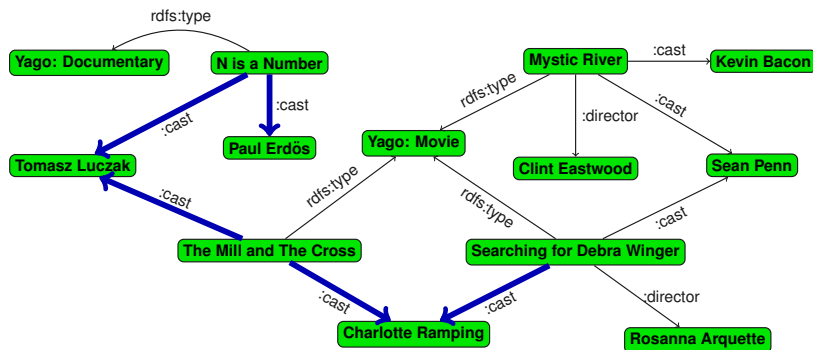 rdfs:type
Yago: Documentary
N is a Number
Mystic River
:cast
Kevin Bacon
:cast
:cast
rdfs:type
:director
:cast
Paul Erdös
Yago: Movie
Tomasz Luczak
Clint Eastwood
Sean Penn
:cast
rdfs:type
rdfs:type
:cast
The Mill and The Cross
Searching for Debra Winger
:cast
:cast
:director
Charlotte Ramping
Rosanna Arquette